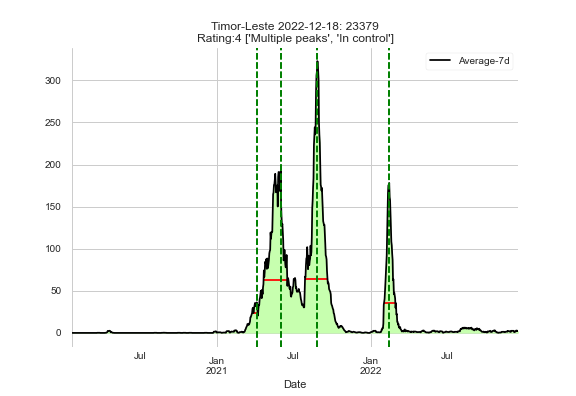 Timor-Leste 2022-12-18: 23379
Rating:4 ['Multiple peaks', 'In control']
Average-7d
300
250
200
150
100
50
0
Jul
Jan
2021
Jul
Jan
2022
Jul
Date